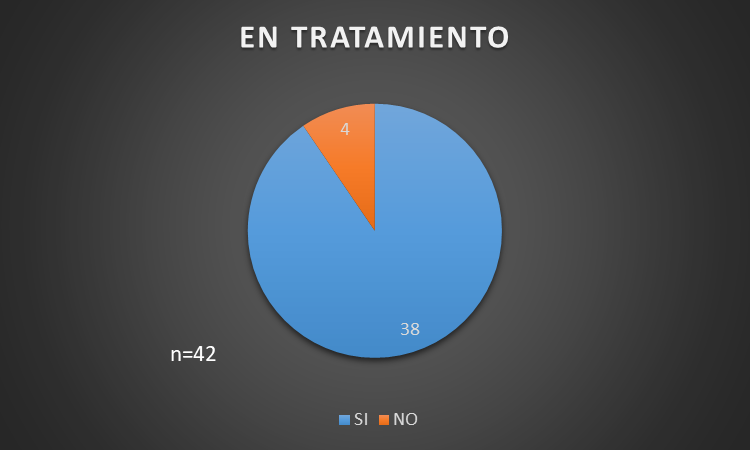 EN TRATAMIENTO
4
38
n=42
SI NO